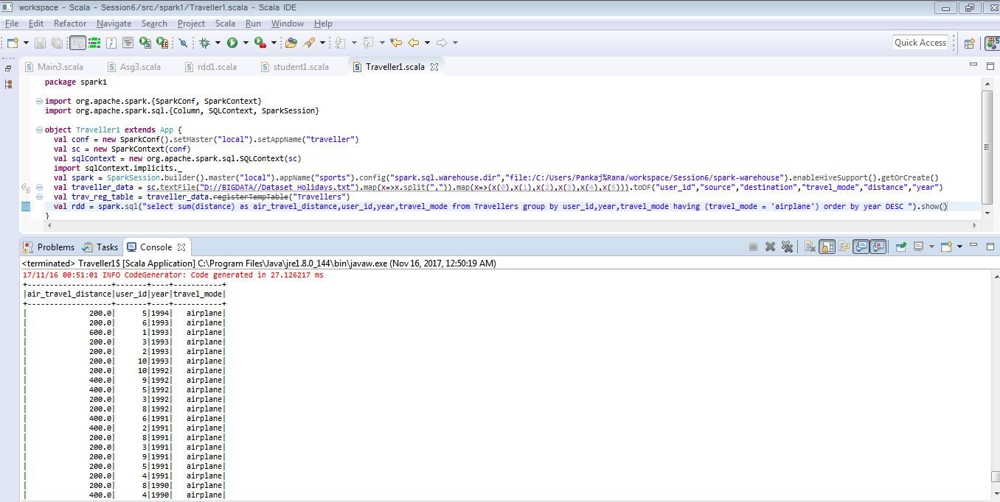 workspace - Scala - Session6/src/spark1/Traveller1.scala - Scala IDE
File Edit Refactor Navigate Search Project Scala Run Window Help
Quick Access
Main3.scala Asg3.scala rdd1.scala student1.scala Traveller1.scala
package spark1
import org.apache.spark.{SparkConf, SparkContext}
import org.apache.spark.sql.{Column, SQLContext, SparkSession}
object Traveller1 extends App {
val conf = new SparkConf().setMaster("local").setAppName("traveller")
val sc = new SparkContext(conf)
val sqlContext = new org.apache.spark.sql.SQLContext(sc)
import sqlContext.implicits._
val spark = SparkSession.builder().master("local").appName("sports").config("spark.sql.warehouse.dir","file:/C:/Users/Pankaj%Rana/workspace/Session6/spark-warehouse").enableHiveSupport().getOrCreate()
val traveller_data = sc.textFile("D://BIGDATA//Dataset_Holidays.txt").map(x=>x.split(",")).map(x=>(x(0),x(1),x(2),x(3),x(4),x(5))).toDF("user_id","source","destination","travel_mode","distance","year")
val trav_reg_table = traveller_data.registerTempTable("Travellers")
val rdd = spark.sql("select sum(distance) as air_travel_distance,user_id,year,travel_mode from Travellers group by user_id,year,travel_mode having (travel_mode = 'airplane') order by year DESC ").show()
}
Problems Tasks Console
<terminated> Traveller1$ [Scala Application] C:\Program Files\Java\jre1.8.0_144\bin\javaw.exe (Nov 16, 2017, 12:50:19 AM)
17/11/16 00:51:01 INFO CodeGenerator: Code generated in 27.126217 ms
+-------------------+-------+----+-----------+
|air_travel_distance|user_id|year|travel_mode|
+-------------------+-------+----+-----------+
| 200.0| 5|1994| airplane|
| 200.0| 6|1993| airplane|
| 600.0| 1|1993| airplane|
| 200.0| 3|1993| airplane|
| 200.0| 2|1993| airplane|
| 200.0| 10|1993| airplane|
| 200.0| 10|1992| airplane|
| 400.0| 9|1992| airplane|
| 400.0| 5|1992| airplane|
| 200.0| 3|1992| airplane|
| 200.0| 8|1992| airplane|
| 400.0| 6|1991| airplane|
| 400.0| 2|1991| airplane|
| 200.0| 8|1991| airplane|
| 200.0| 3|1991| airplane|
| 200.0| 9|1991| airplane|
| 200.0| 5|1991| airplane|
| 200.0| 4|1991| airplane|
| 200.0| 8|1990| airplane|
| 400.0| 4|1990| airplane|